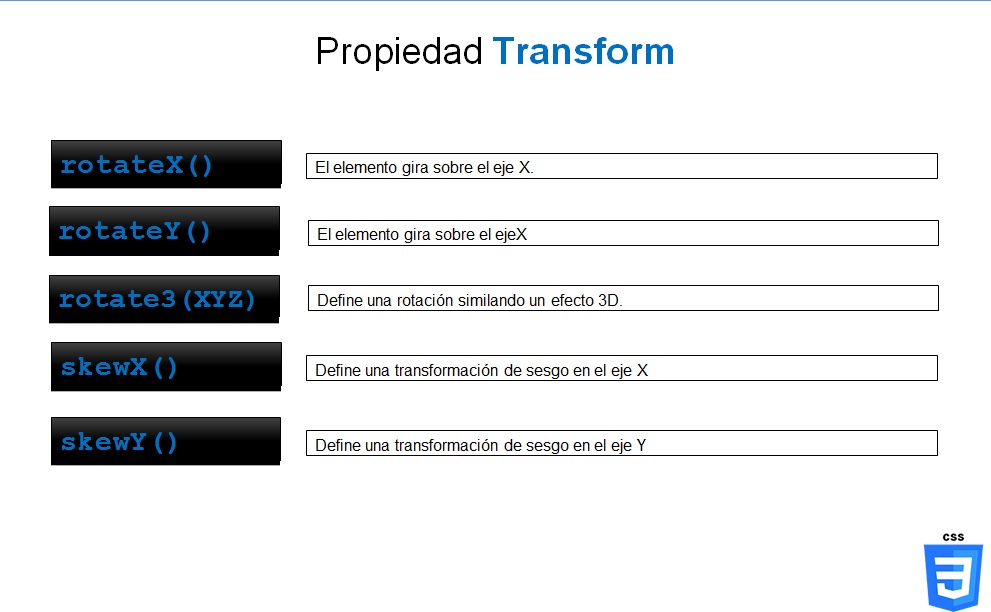 Propiedad Transform
rotateX()
El elemento gira sobre el eje X.
rotateY()
El elemento gira sobre el ejeX
rotate3(XYZ)
Define una rotación similando un efecto 3D.
skewX()
Define una transformación de sesgo en el eje X
skewY()
Define una transformación de sesgo en el eje Y
CSS